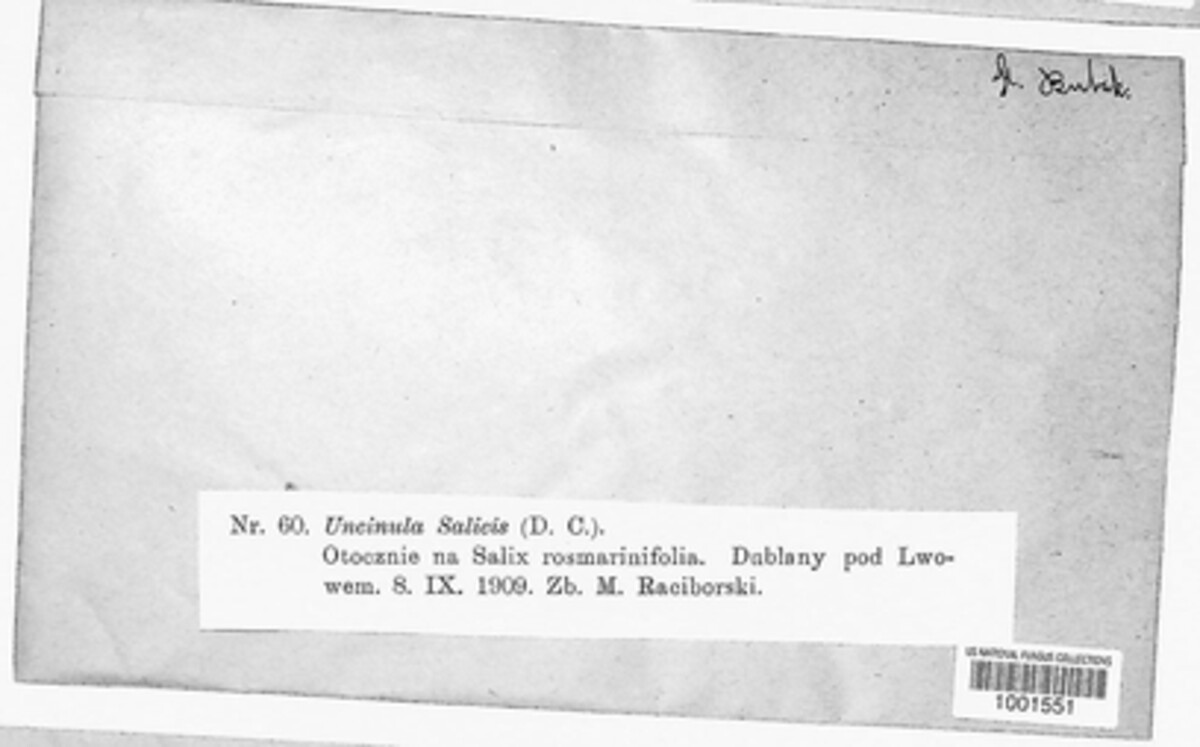 Nr. 60. Uncinula Salicis (D. C.).
Otocznie na Salix rosmarinifolia. Dublany pod Lwo-
wem. 8. IX. 1909. Zb. M. Raciborski.
US NATIONAL FUNGUS COLLECTIONS
1001551